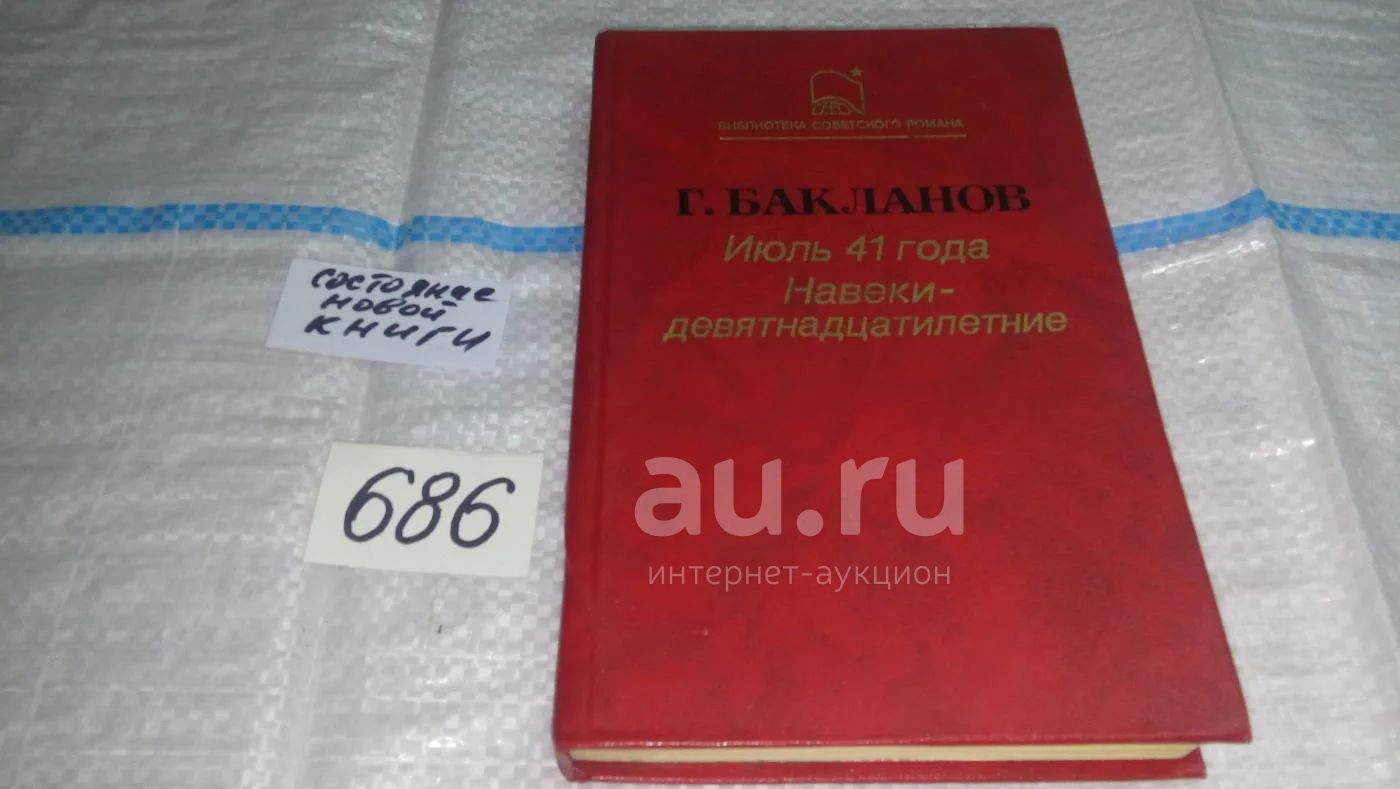 БИБЛИОТЕКА СОВЕТСКОГО РОМАНА
Г. БАКЛАНОВ
Июль 41 года
Навеки-
девятнадцатилетние
состояние
новой
книги
686
au.ru
интернет-аукцион